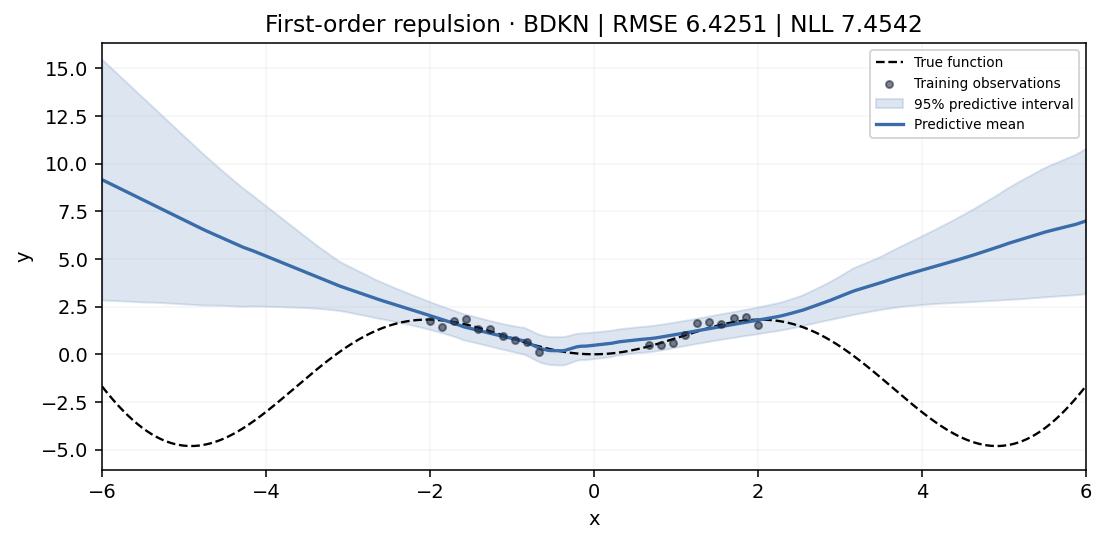 First-order repulsion · BDKN | RMSE 6.4251 | NLL 7.4542
True function
Training observations
95% predictive interval
Predictive mean
15.0
12.5
10.0
7.5
5.0
2.5
0.0
−2.5
−5.0
y
−6
−4
−2
0
2
4
6
x